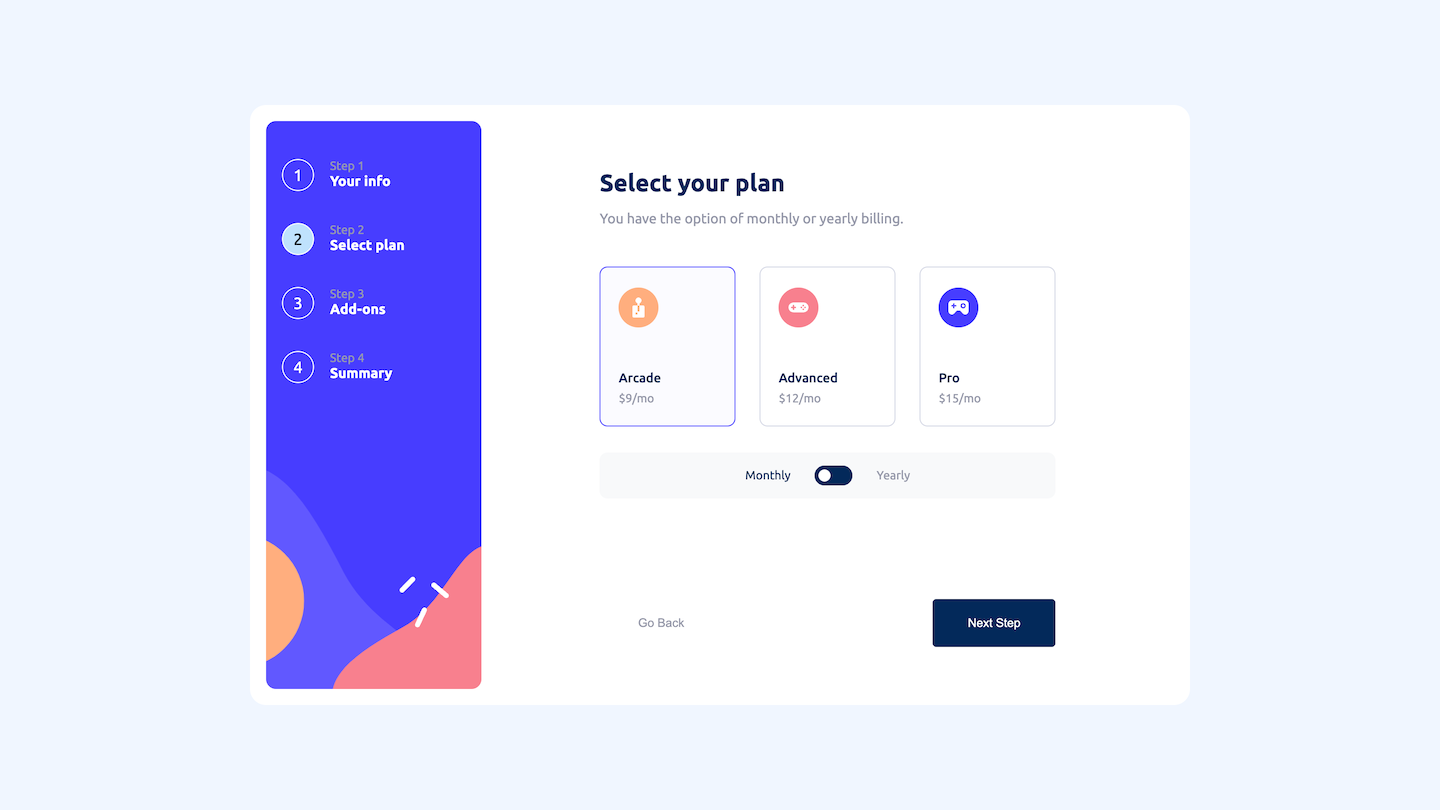 1
Step 1
Your info
2
Step 2
Select plan
3
Step 3
Add-ons
4
Step 4
Summary
Select your plan
You have the option of monthly or yearly billing.
Arcade
$9/mo
Advanced
$12/mo
Pro
$15/mo
Monthly
Yearly
Go Back
Next Step